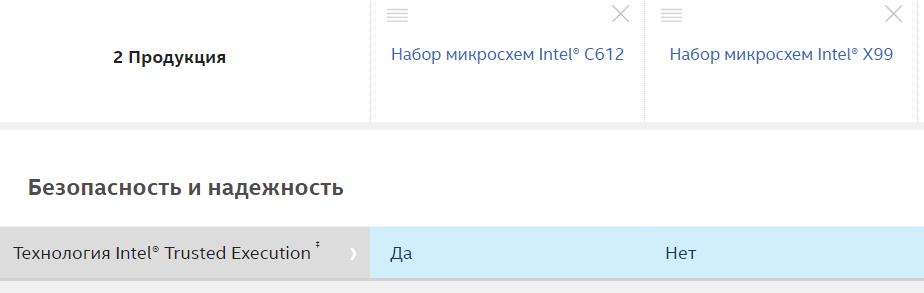 2 Продукция
Набор микросхем Intel® C612
Набор микросхем Intel® X99
Безопасность и надежность
Технология Intel® Trusted Execution ‡
Да
Нет